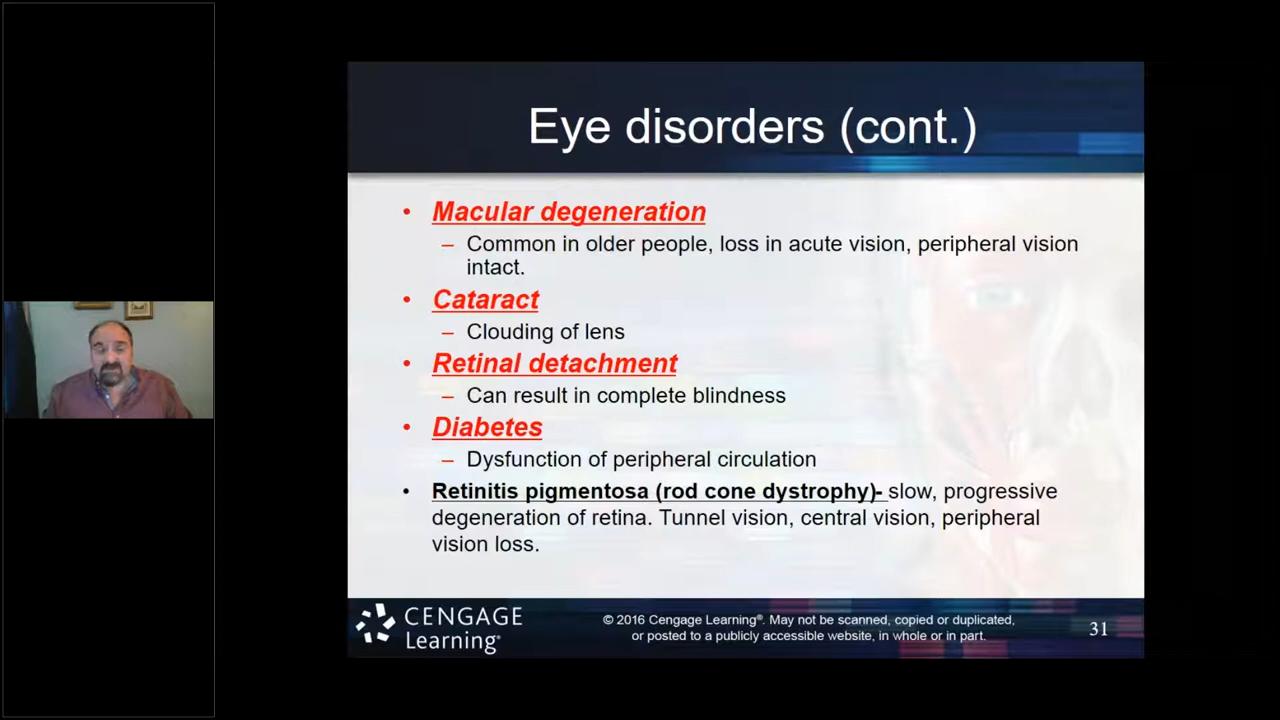 Eye disorders (cont.)
• Macular degeneration
– Common in older people, loss in acute vision, peripheral vision
intact.
• Cataract
– Clouding of lens
• Retinal detachment
– Can result in complete blindness
• Diabetes
– Dysfunction of peripheral circulation
• Retinitis pigmentosa (rod cone dystrophy)- slow, progressive
degeneration of retina. Tunnel vision, central vision, peripheral
vision loss.
CENGAGE
Learning®
© 2016 Cengage Learning®. May not be scanned, copied or duplicated,
or posted to a publicly accessible website, in whole or in part.
31